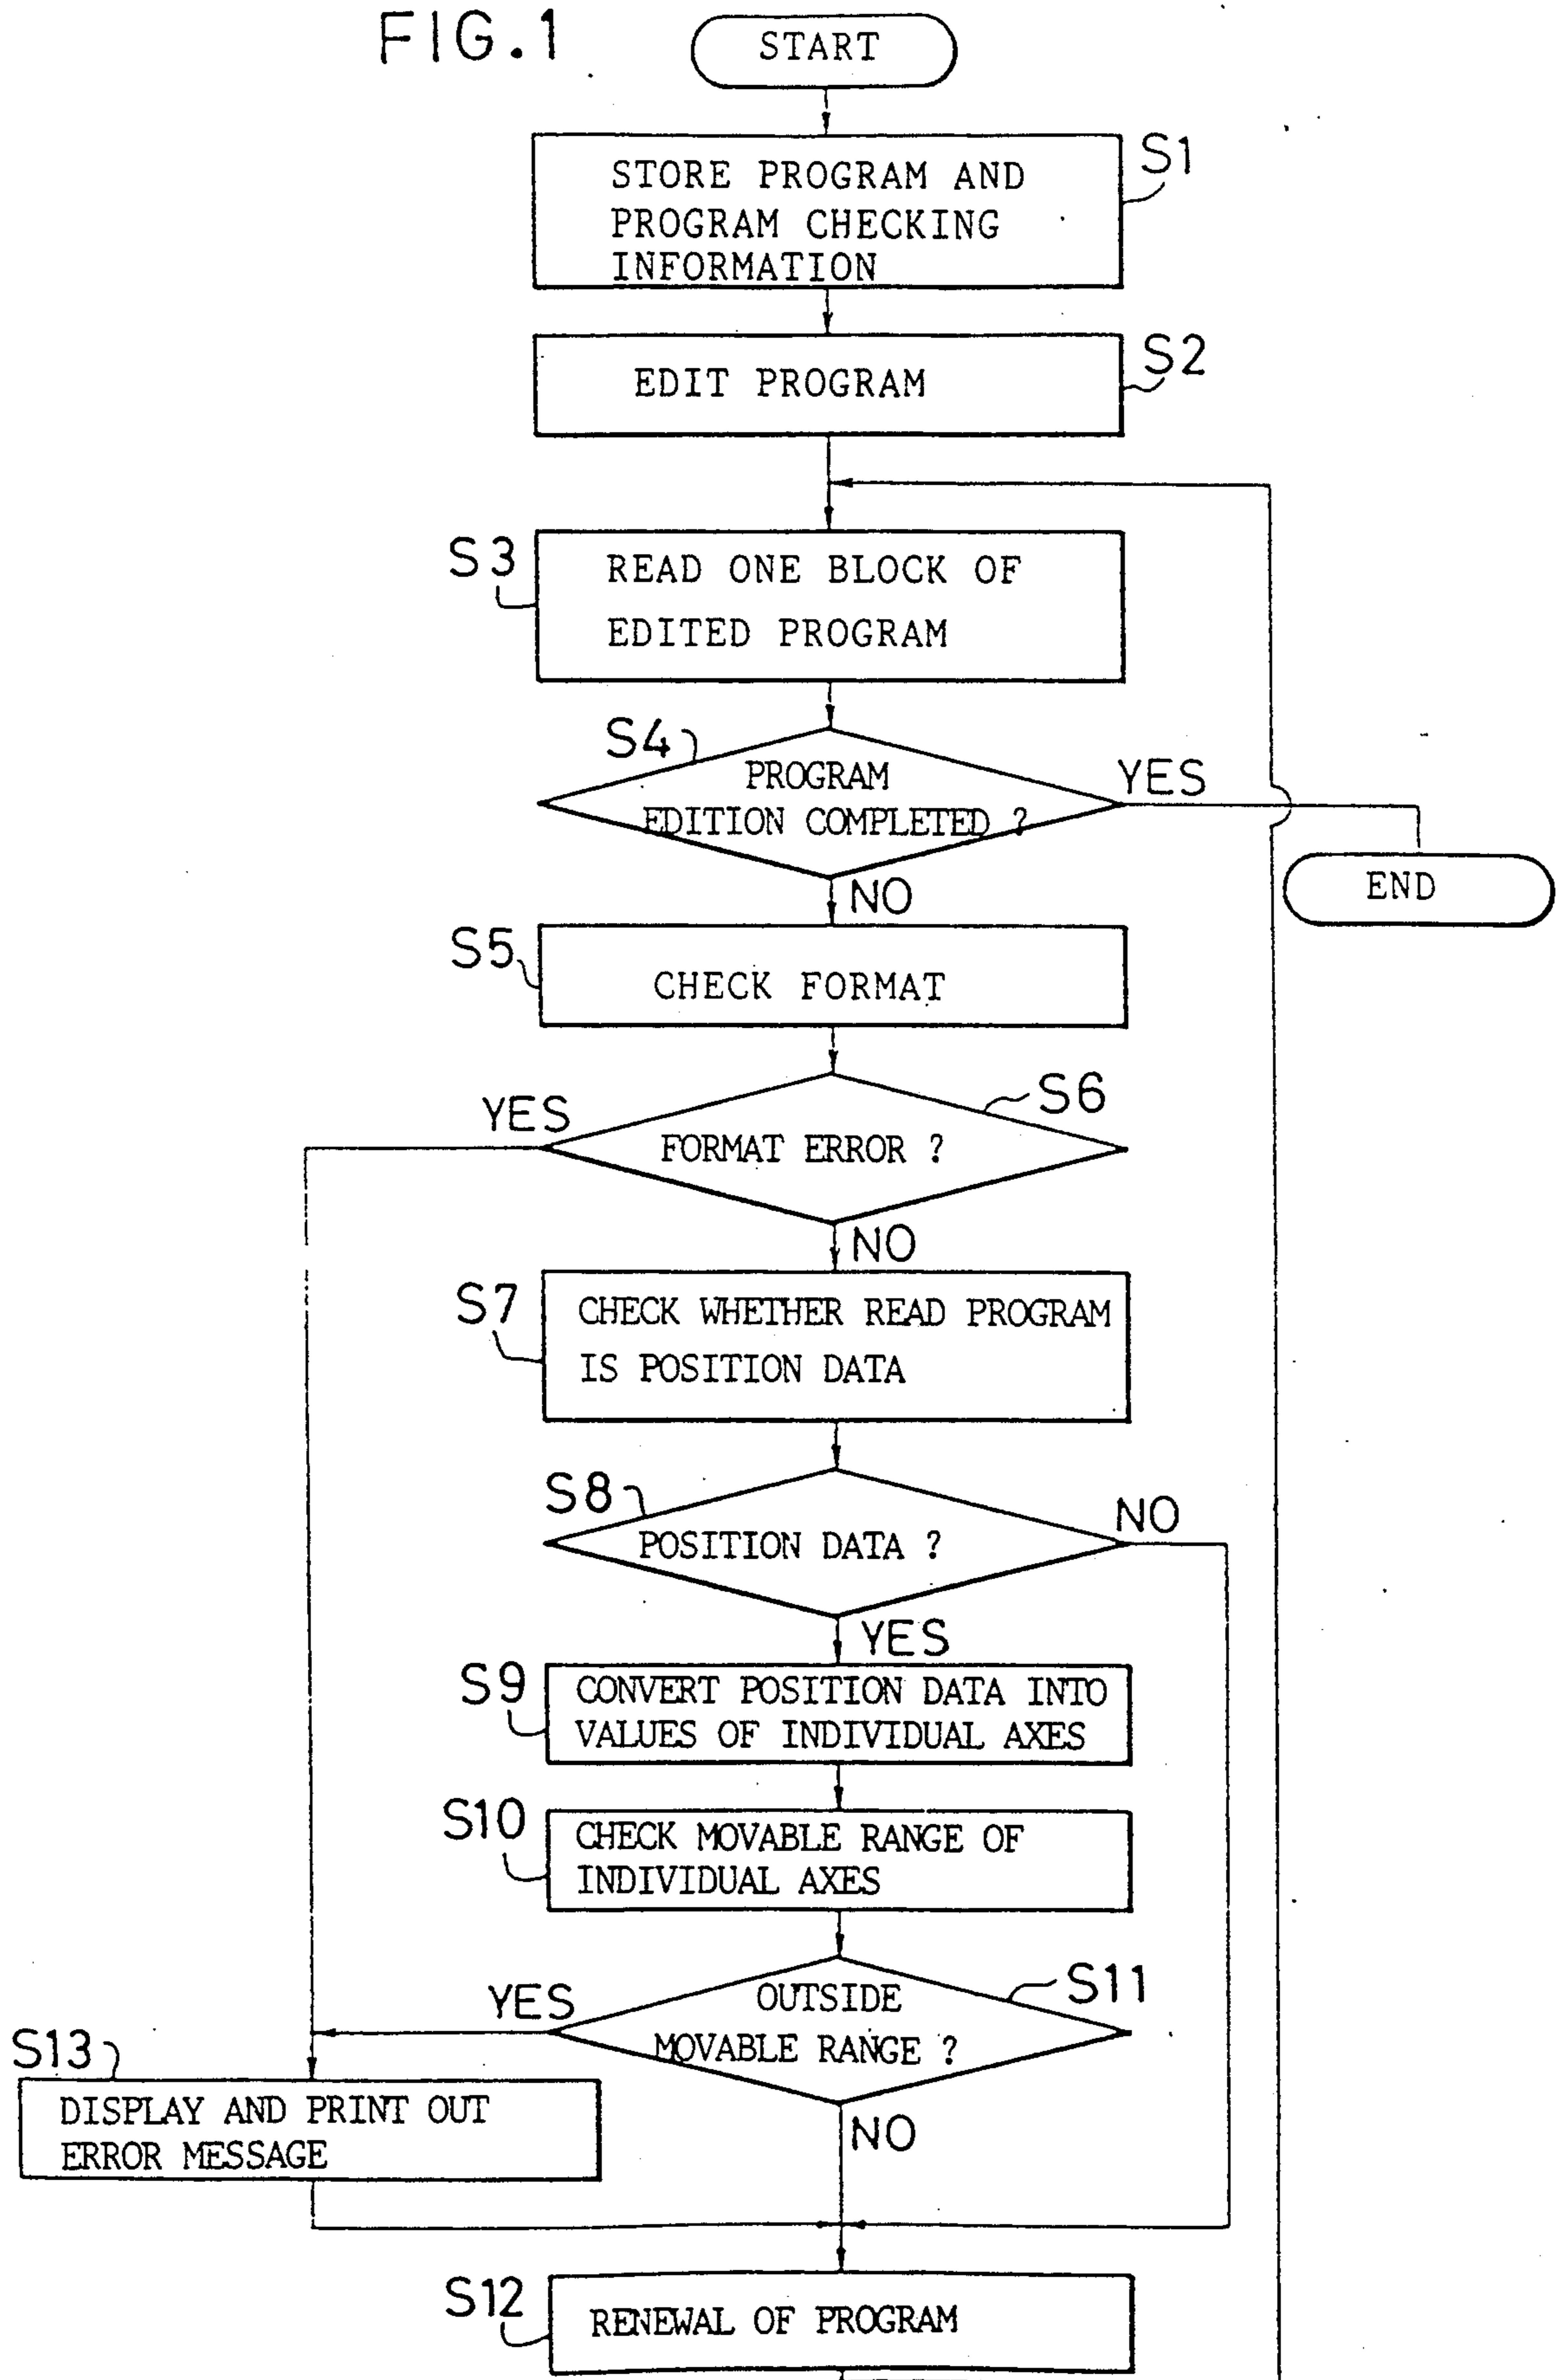 FIG.1
START
S1
STORE PROGRAM AND
PROGRAM CHECKING
INFORMATION
S2
EDIT PROGRAM
S3
READ ONE BLOCK OF
EDITED PROGRAM
S4
PROGRAM
EDITION COMPLETED ?
YES
NO
END
S5
CHECK FORMAT
S6
YES
FORMAT ERROR ?
NO
S7
CHECK WHETHER READ PROGRAM
IS POSITION DATA
S8
NO
POSITION DATA ?
YES
S9
CONVERT POSITION DATA INTO
VALUES OF INDIVIDUAL AXES
S10
CHECK MOVABLE RANGE OF
INDIVIDUAL AXES
S11
YES
OUTSIDE
MOVABLE RANGE ?
NO
S13
DISPLAY AND PRINT OUT
ERROR MESSAGE
S12
RENEWAL OF PROGRAM